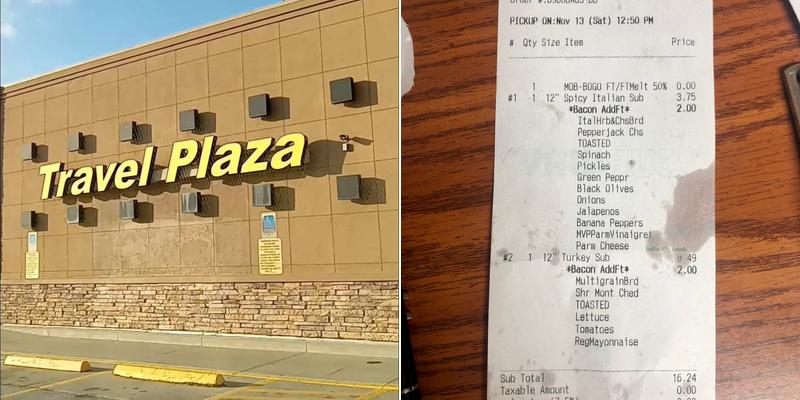 Travel Plaza
PICKUP ON:Nov 13 (Sat) 12:50 PM
# Qty Size Item Price
1 MOB-BOGO FT/FTMelt 50% 0.00
#1 1 12" Spicy Italian Sub 3.75
*Bacon AddFt* 2.00
ItalHrb&ChsBrd
Pepperjack Chs
TOASTED
Spinach
Pickles
Green Peppr
Black Olives
Onions
Jalapenos
Banana Peppers
MVPParmVinaigret
Parm Cheese
#2 1 12" Turkey Sub 8 49
*Bacon AddFt* 2.00
MultigrainBrd
Shr Mont Ched
TOASTED
Lettuce
Tomatoes
RegMayonnaise
Sub Total 16.24
Taxable Amount 0.00